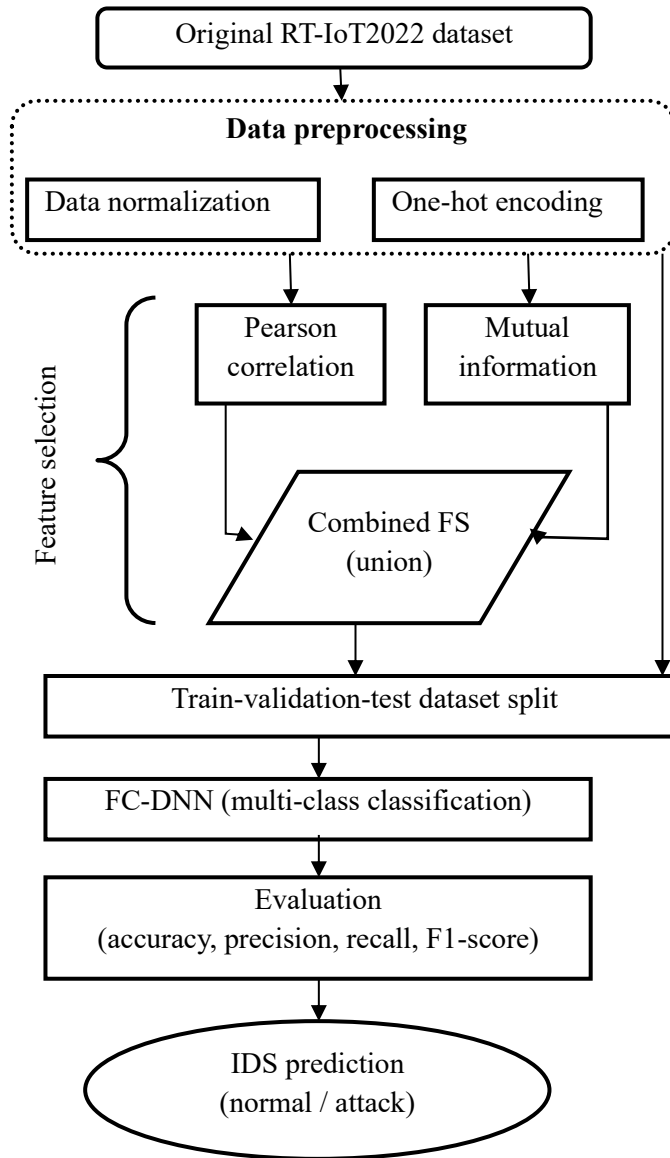 Original RT-IoT2022 dataset
Data preprocessing
Data normalization
One-hot encoding
Feature selection
Pearson
correlation
Mutual
information
Combined FS
(union)
Train-validation-test dataset split
FC-DNN (multi-class classification)
Evaluation
(accuracy, precision, recall, F1-score)
IDS prediction
(normal / attack)